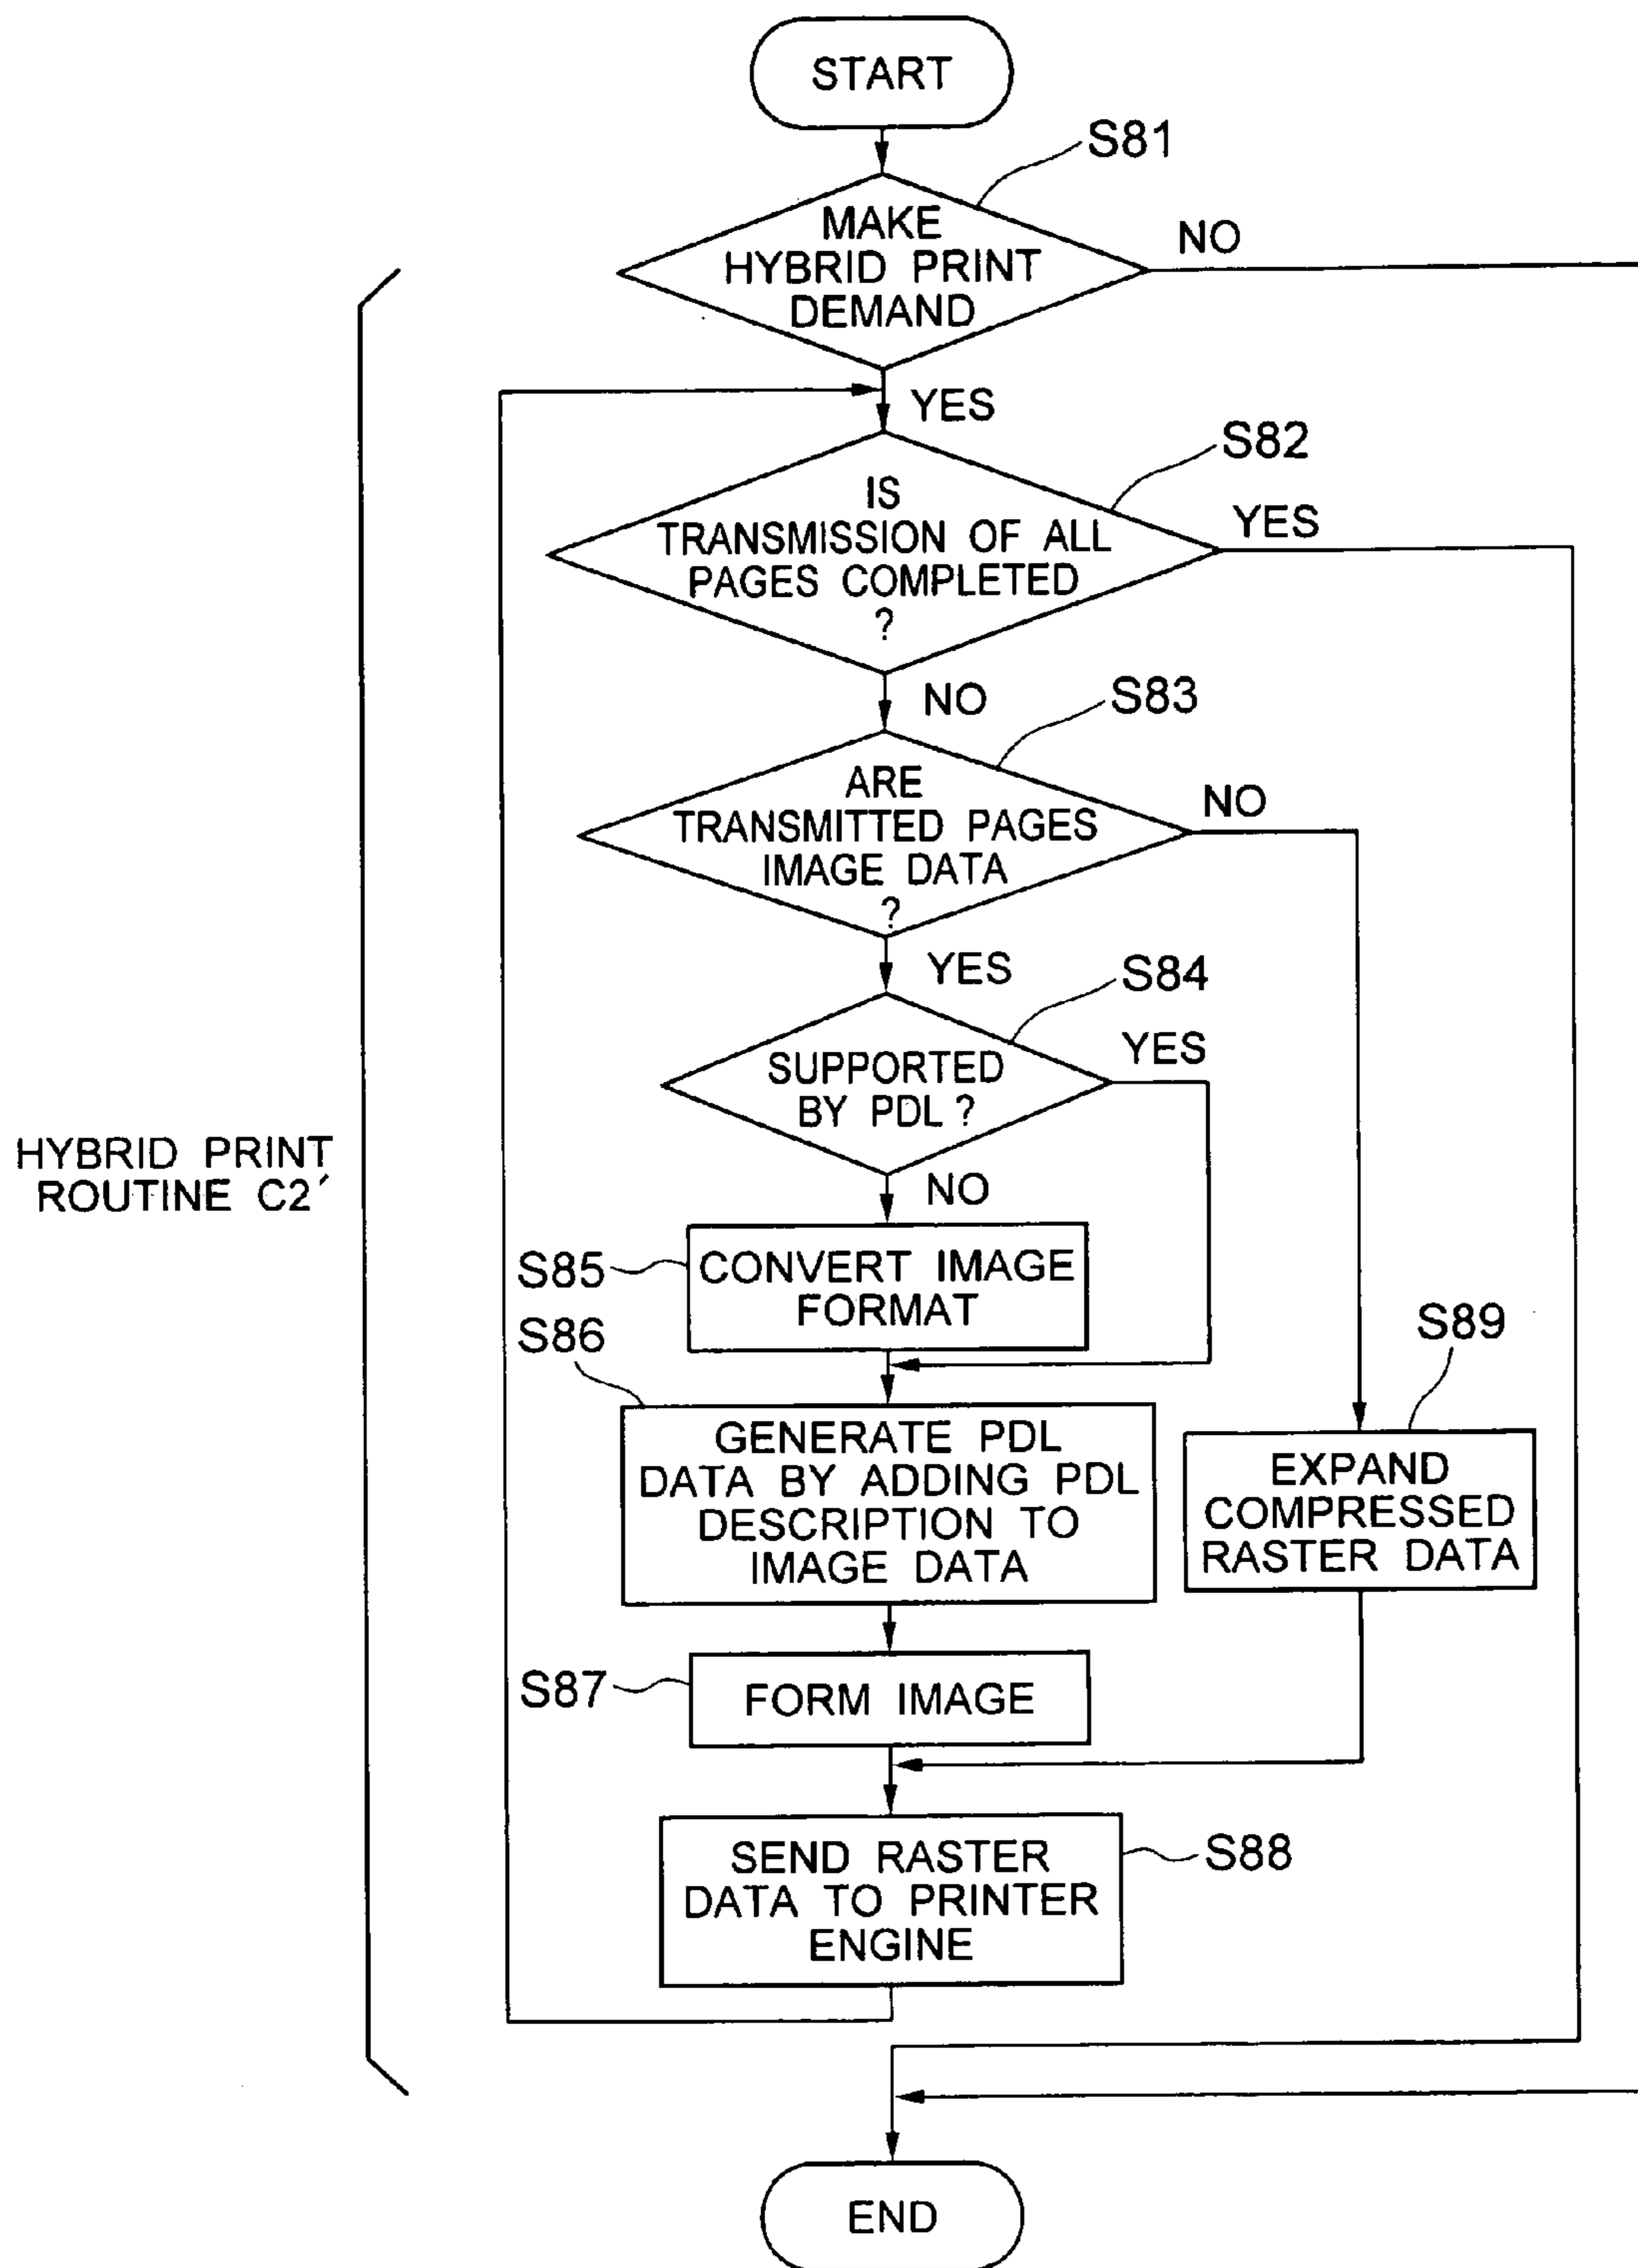 START
S81
MAKE
HYBRID PRINT
DEMAND
NO
YES
S82
IS
TRANSMISSION OF ALL
PAGES COMPLETED
?
YES
NO
S83
ARE
TRANSMITTED PAGES
IMAGE DATA
?
NO
YES
S84
SUPPORTED
BY PDL ?
YES
NO
HYBRID PRINT
ROUTINE C2′
S85
CONVERT IMAGE
FORMAT
S86
GENERATE PDL
DATA BY ADDING PDL
DESCRIPTION TO
IMAGE DATA
S89
EXPAND
COMPRESSED
RASTER DATA
S87
FORM IMAGE
S88
SEND RASTER
DATA TO PRINTER
ENGINE
END